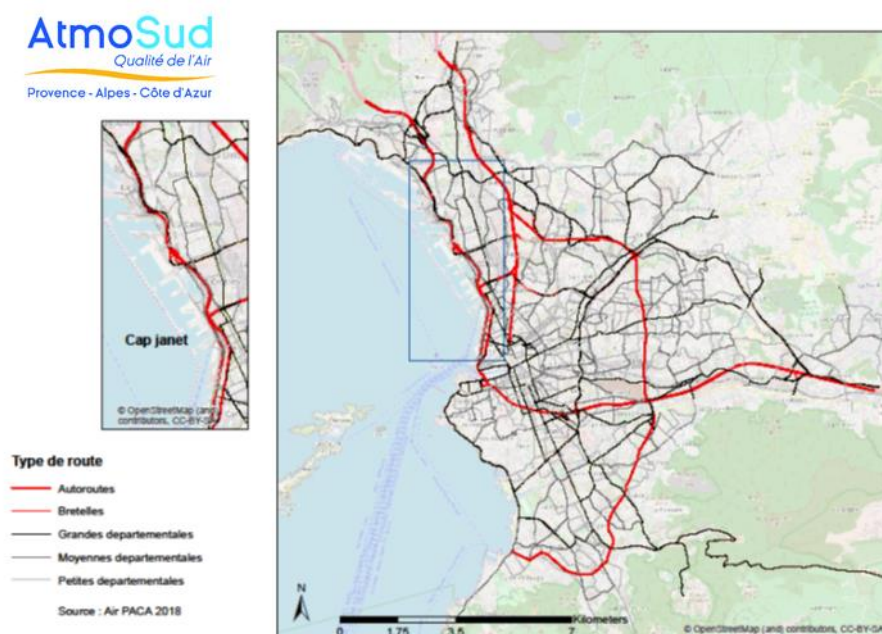 AtmoSud
Qualité de l'Air
Provence - Alpes - Côte d'Azur
Cap janet
© OpenStreetMap (and)
contributors, CC-BY-SA
Type de route
Autoroutes
Bretelles
Grandes departementales
Moyennes departementales
Petites departementales
Source : Air PACA 2018
N
Kilometers
0 1.75 3.5 7
© OpenStreetMap (and) contributors, CC-BY-SA